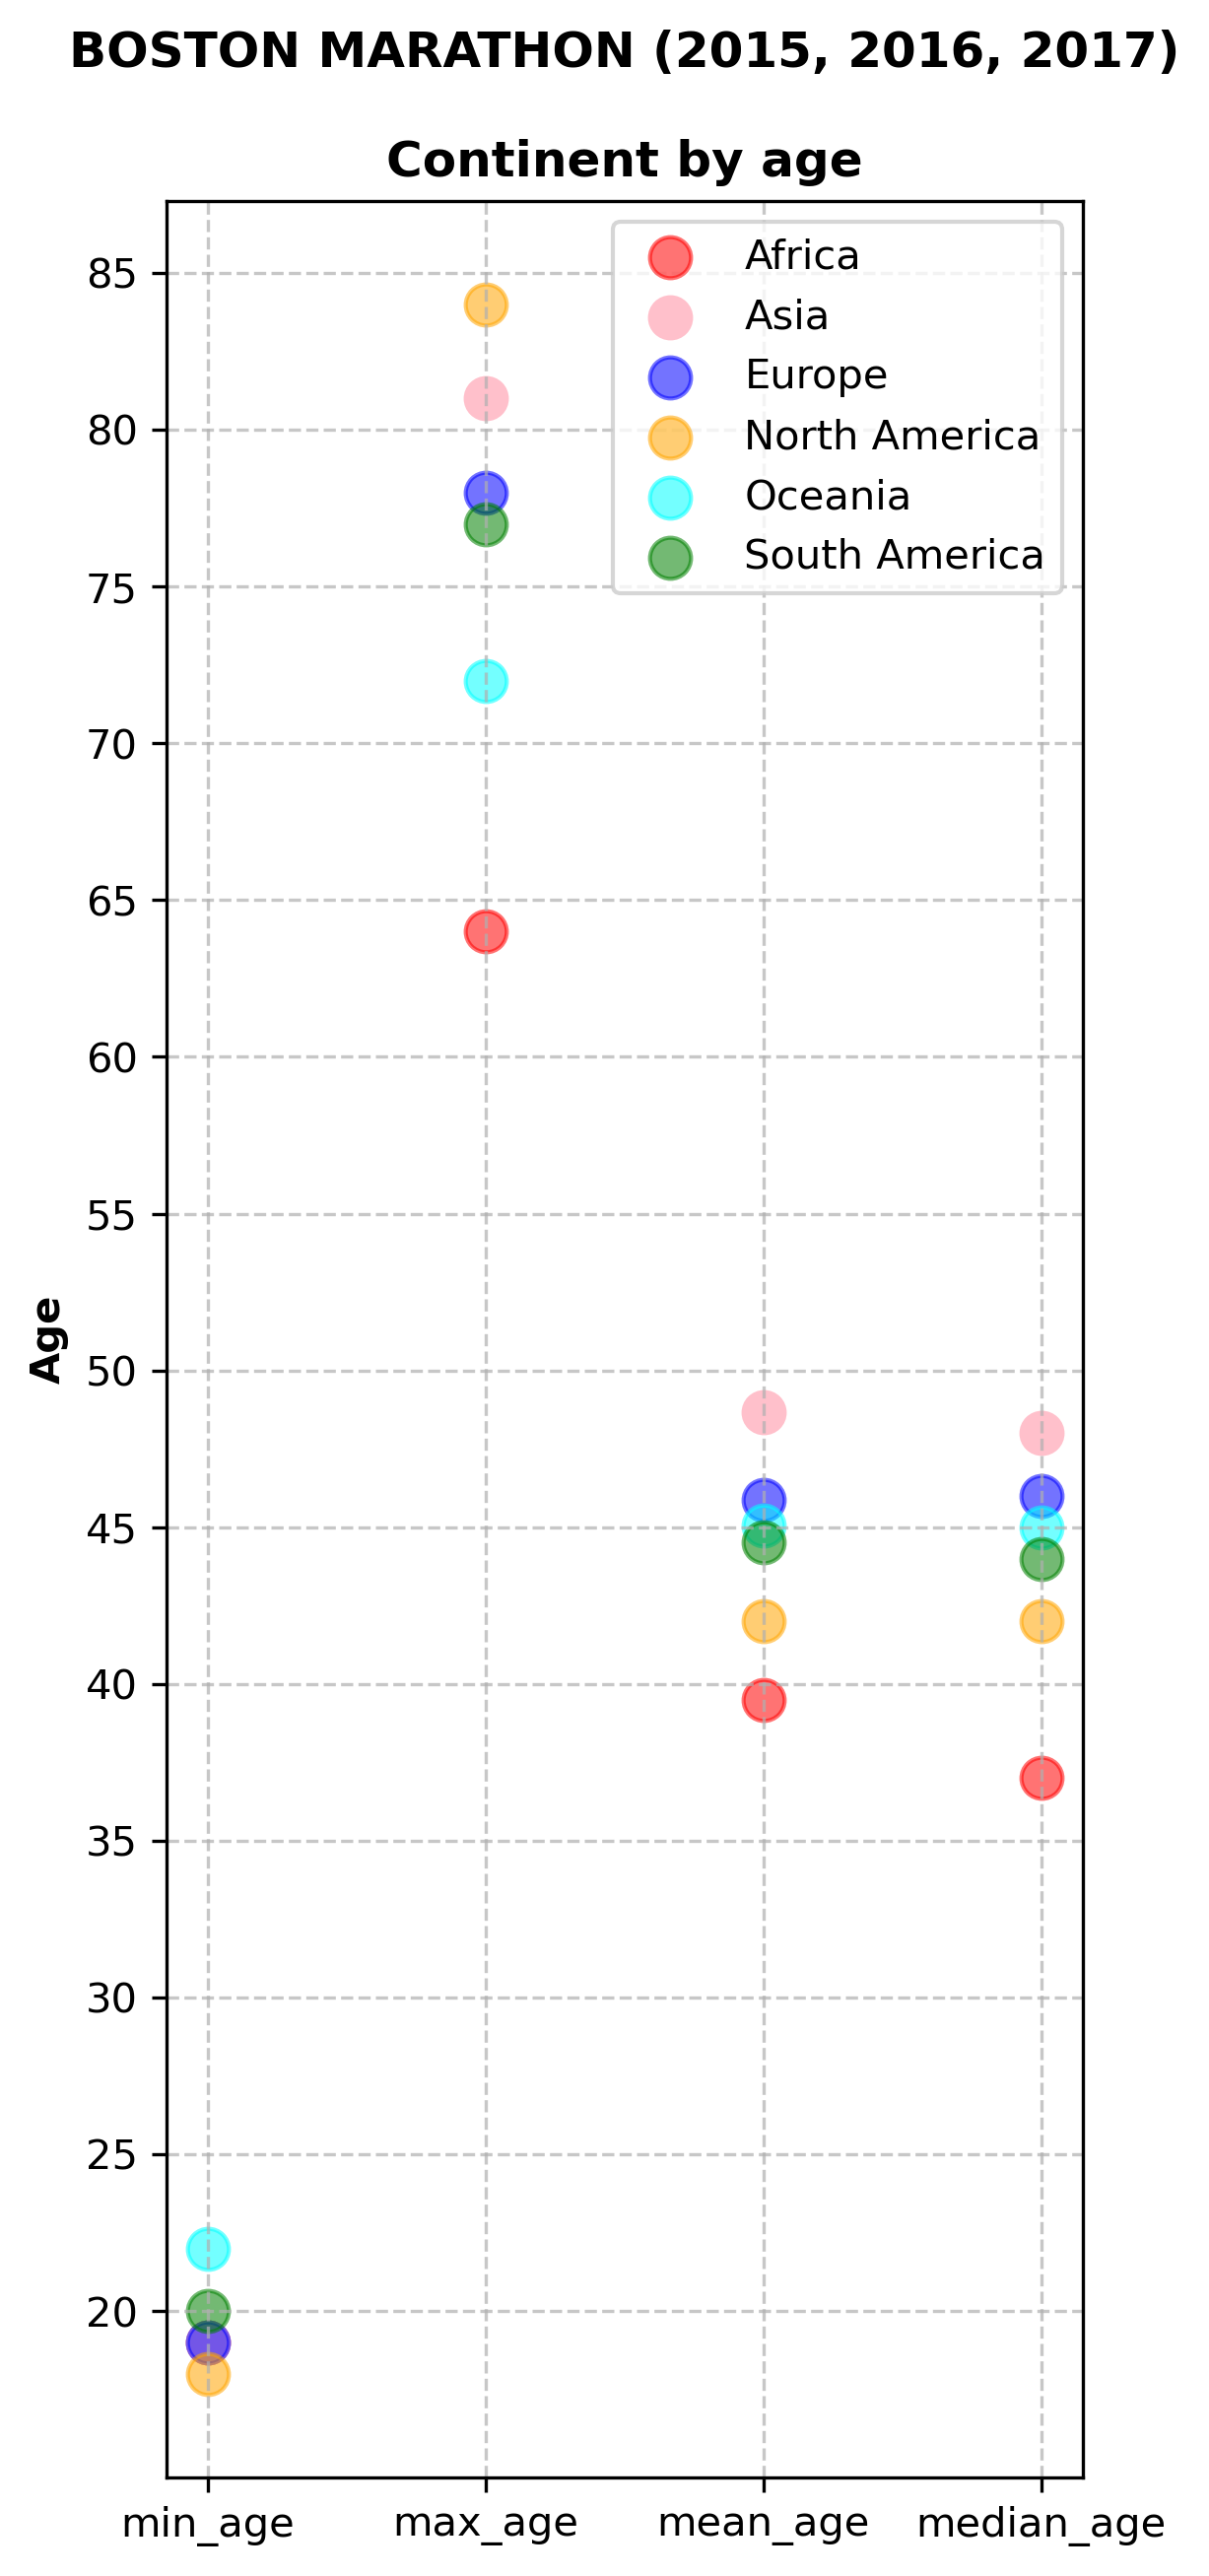 BOSTON MARATHON (2015, 2016, 2017)
Continent by age
Africa
Asia
Europe
North America
Oceania
South America
85
80
75
70
65
60
55
50
45
40
35
30
25
20
Age
min_age max_age mean_age median_age